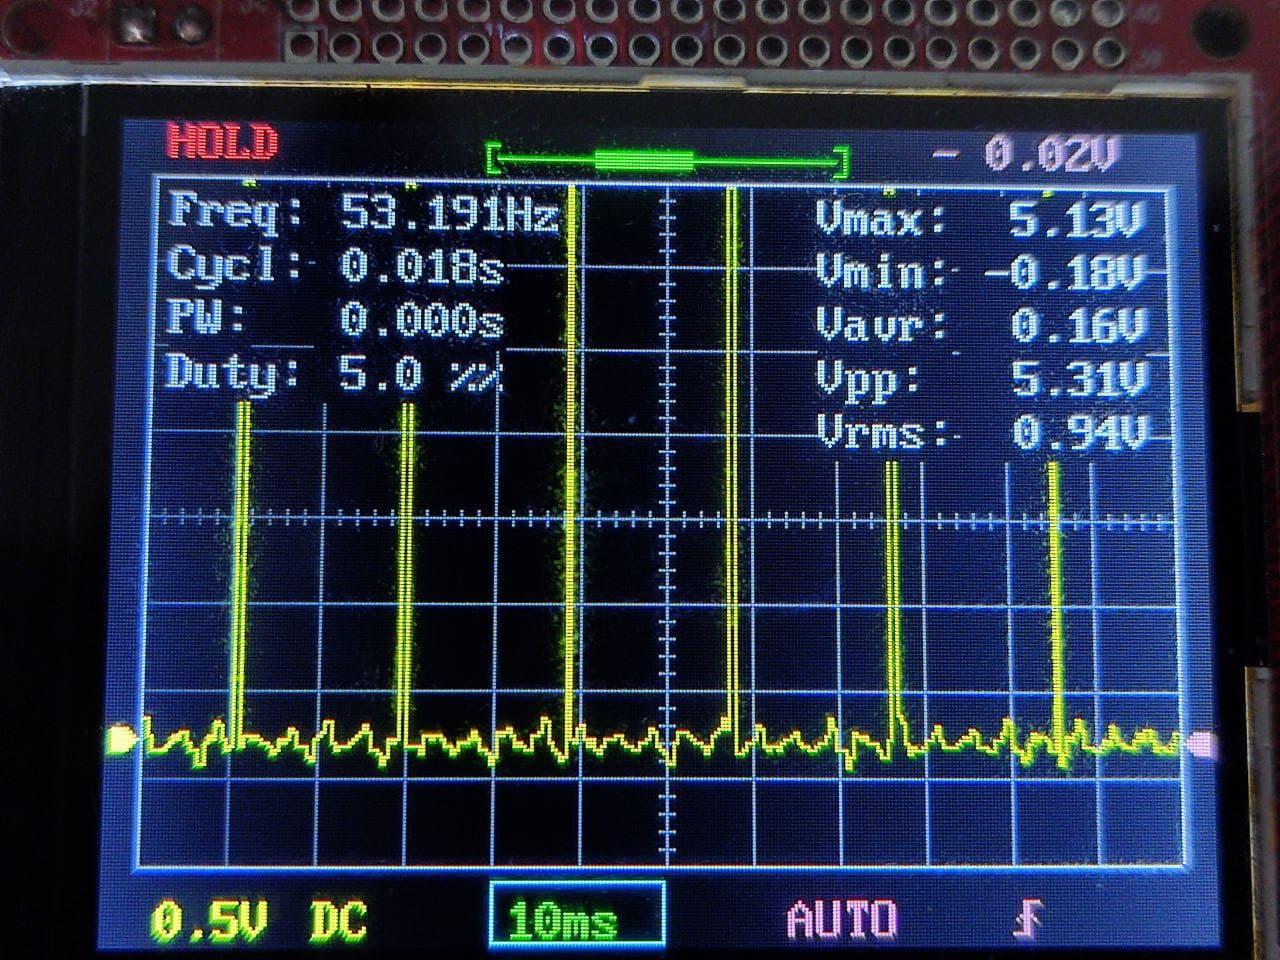 HOLD
- 0.02V
Freq: 53.191Hz
Cycl: 0.018s
PW: 0.000s
Duty: 5.0 %
Vmax: 5.13V
Vmin: -0.18V
Vavr: 0.16V
Vpp: 5.31V
Vrms: 0.94V
0.5V DC
10ms
AUTO